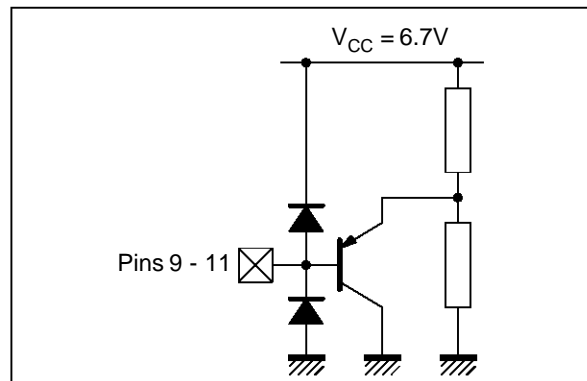 V_CC = 6.7V
Pins 9 - 11